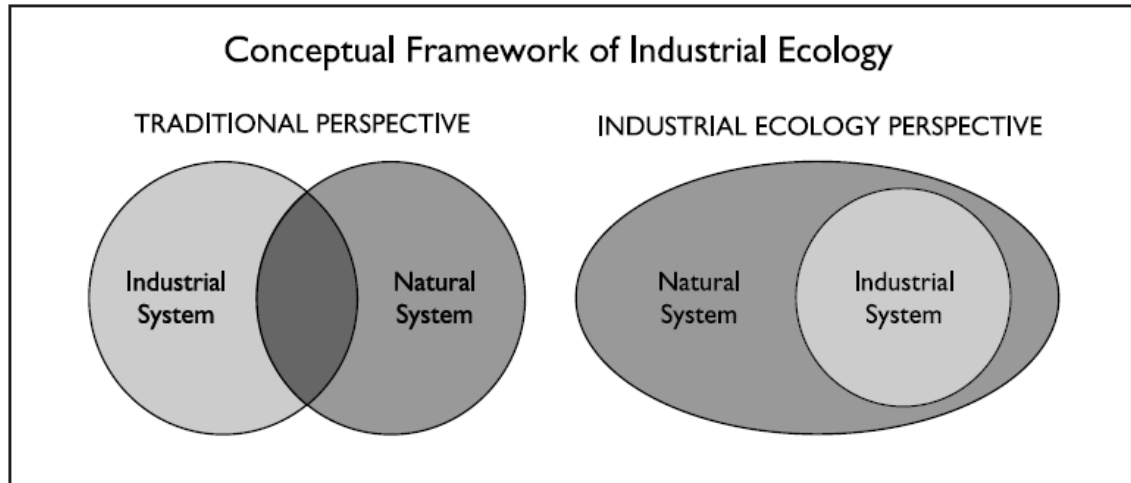 Conceptual Framework of Industrial Ecology
TRADITIONAL PERSPECTIVE
Industrial
System
Natural
System
INDUSTRIAL ECOLOGY PERSPECTIVE
Natural
System
Industrial
System